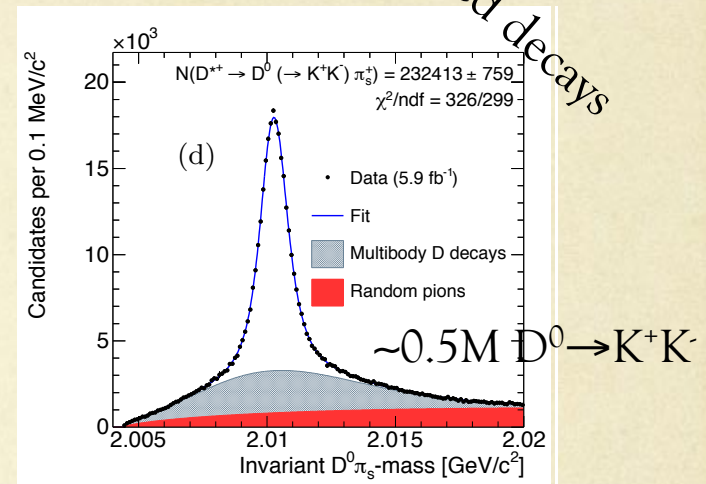 d decays
×10³
N(D*⁺ → D⁰ (→ K⁺K⁻) πₛ⁺) = 232413 ± 759
χ²/ndf = 326/299
20
(d)
15
Data (5.9 fb⁻¹)
Fit
10
Multibody D decays
Random pions
5
~0.5M D⁰→K⁺K⁻
0
2.005 2.01 2.015 2.02
Invariant D⁰πₛ-mass [GeV/c²]
Candidates per 0.1 MeV/c²